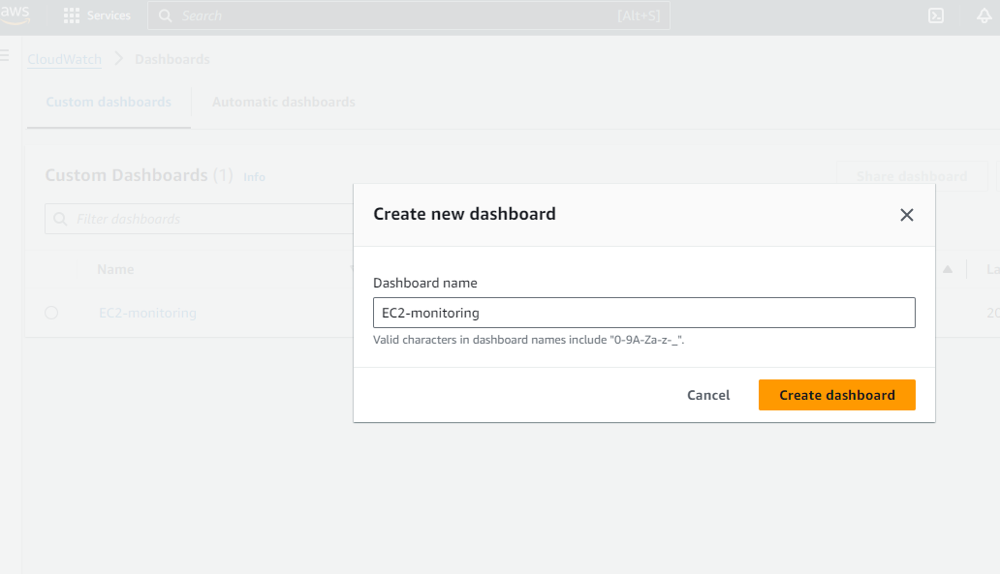 aws
Services
Search
[Alt+S]
CloudWatch
Dashboards
Custom dashboards
Automatic dashboards
Custom Dashboards (1) Info
Share dashboard
Filter dashboards
Name
La
EC2-monitoring
20
Create new dashboard
Dashboard name
EC2-monitoring
Valid characters in dashboard names include "0-9A-Za-z-_".
Cancel
Create dashboard